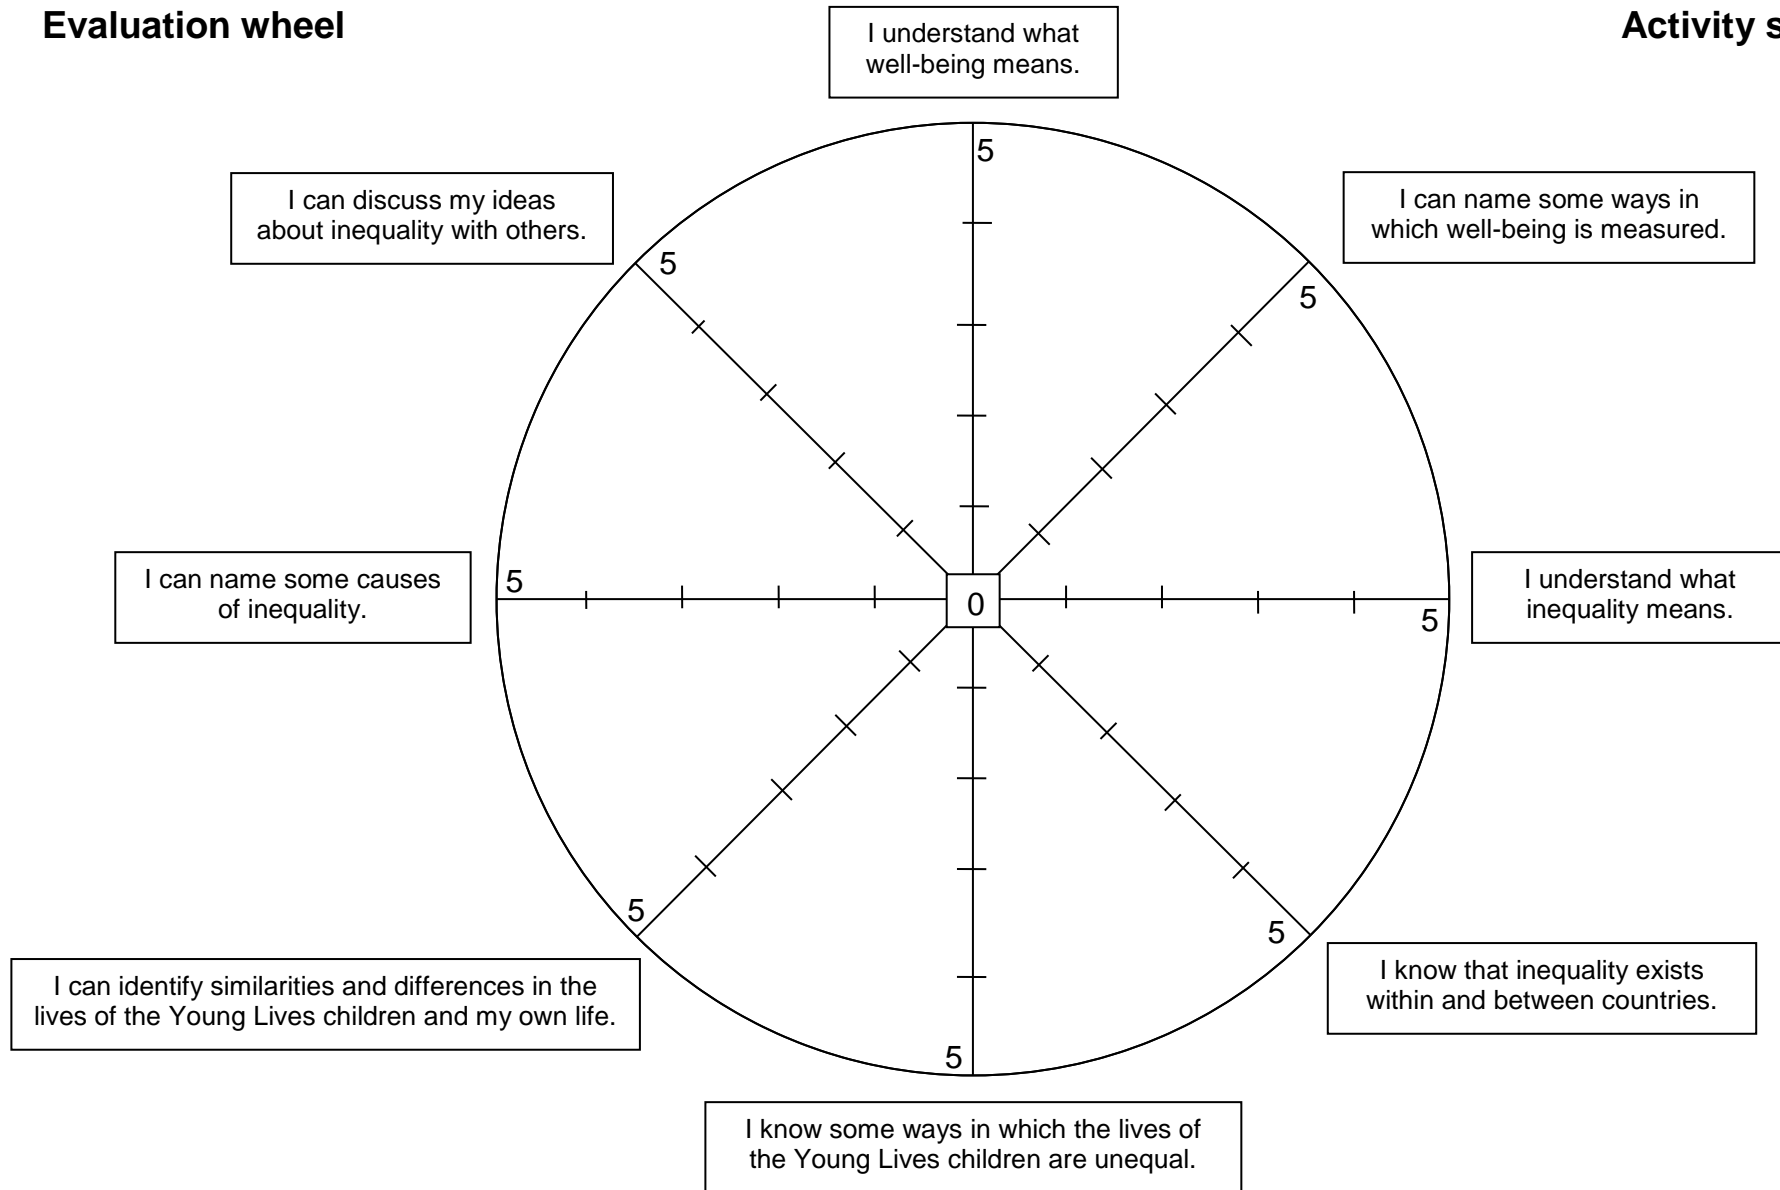 Evaluation wheel
Activity s
I understand what
well-being means.
5
I can discuss my ideas
about inequality with others.
5
I can name some ways in
which well-being is measured.
5
I can name some causes
of inequality.
5
0
I understand what
inequality means.
5
I can identify similarities and differences in the
lives of the Young Lives children and my own life.
5
I know that inequality exists
within and between countries.
5
5
I know some ways in which the lives of
the Young Lives children are unequal.